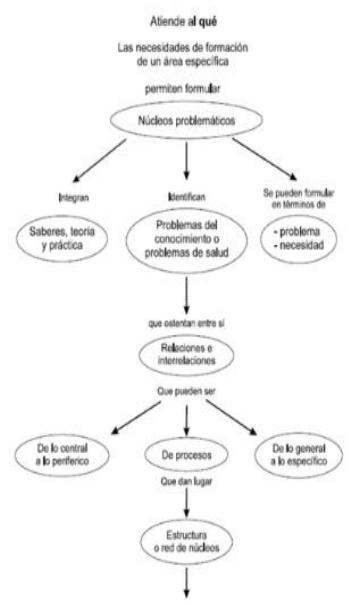 Atiende al qué
Las necesidades de formación
de un área específica
permiten formular
Núcleos problemáticos
Integran
Identifican
Se pueden formular
en términos de
Saberes, teoría
y práctica
Problemas del
conocimiento o
problemas de salud
- problema
- necesidad
que ostentan entre sí
Relaciones e
interrelaciones
Que pueden ser
De lo central
a lo periferico
De procesos
De lo general
a lo específico
Que dan lugar
Estructura
o red de núcleos